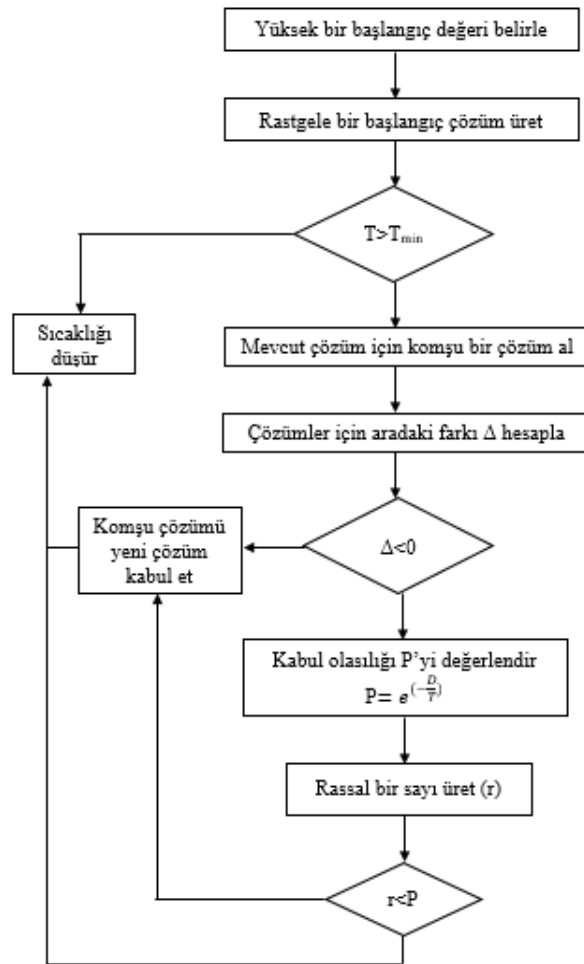 Yüksek bir başlangıç değeri belirle
Rastgele bir başlangıç çözüm üret
T>Tmin
Sıcaklığı
düşür
Mevcut çözüm için komşu bir çözüm al
Çözümler için aradaki farkı Δ hesapla
Komşu çözümü
yeni çözüm
kabul et
Δ<0
Kabul olasılığı P’yi değerlendir
P= e^(-D/T)
Rassal bir sayı üret (r)
r<P